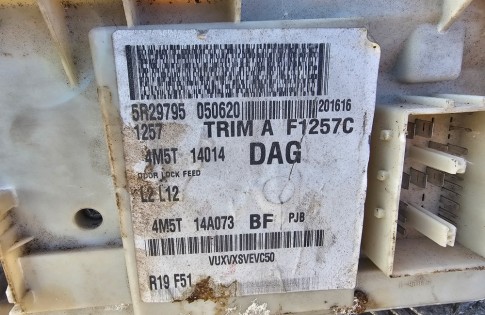 5R29795 050620 201616
1257 TRIM A F1257C
4M5T 14014 DAG
DOOR LOCK FEED
L2 L12
4M5T 14A073 BF PJB
VUXVXSVEVC50
R19 F51